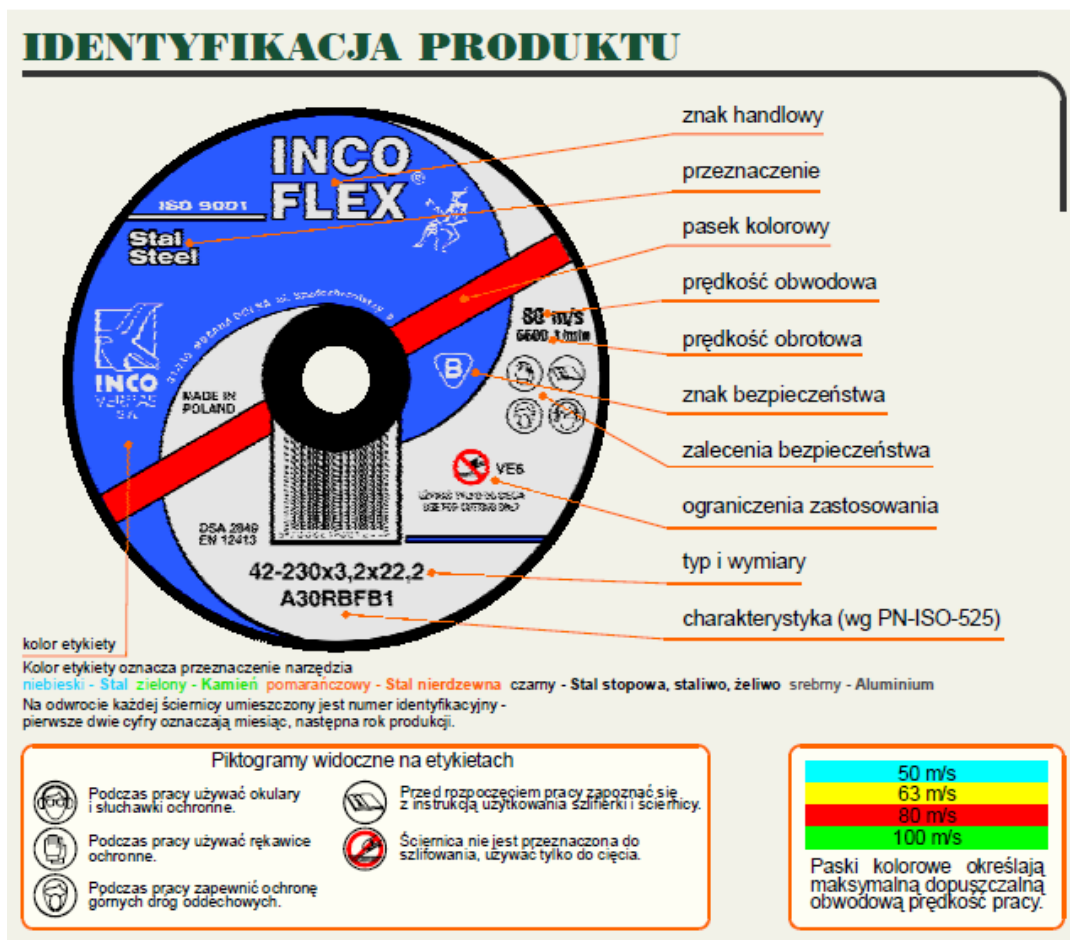 IDENTYFIKACJA PRODUKTU
znak handlowy
przeznaczenie
pasek kolorowy
prędkość obwodowa
prędkość obrotowa
znak bezpieczeństwa
zalecenia bezpieczeństwa
ograniczenia zastosowania
typ i wymiary
charakterystyka (wg PN-ISO-525)
INCO
FLEX®
ISO 9001
Stal
Steel
80 m/s
6600
B
INCO
VERITAS
S.A.
MADE IN
POLAND
VE6
DSA 2849
EN 12413
42-230x3,2x22,2
A30RBFB1
kolor etykiety
Kolor etykiety oznacza przeznaczenie narzędzia
niebieski - Stal zielony - Kamień pomarańczowy - Stal nierdzewna czarny - Stal stopowa, staliwo, żeliwo srebrny - Aluminium
Na odwrocie każdej ściernicy umieszczony jest numer identyfikacyjny -
pierwsze dwie cyfry oznaczają miesiąc, następna rok produkcji.
Piktogramy widoczne na etykietach
Podczas pracy używać okulary
i słuchawki ochronne.
Podczas pracy używać rękawice
ochronne.
Podczas pracy zapewnić ochronę
górnych dróg oddechowych.
Przed rozpoczęciem pracy zapoznać się
z instrukcją użytkowania szlifierki i ściernicy.
Ściernica nie jest przeznaczona do
szlifowania, używać tylko do cięcia.
50 m/s
63 m/s
80 m/s
100 m/s
Paski kolorowe określają
maksymalną dopuszczalną
obwodową prędkość pracy.